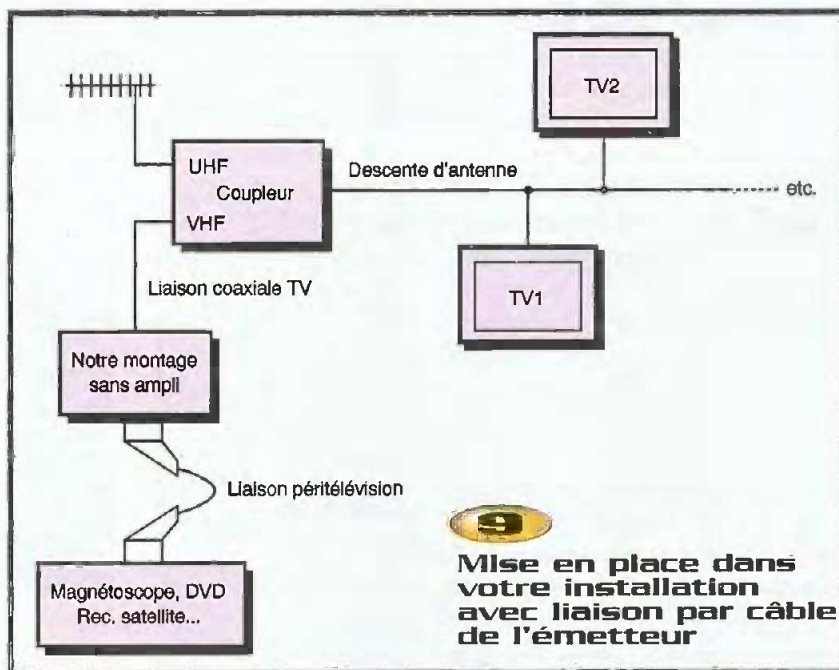 TV2
UHF
Coupleur
VHF
Descente d'antenne
etc.
TV1
Liaison coaxiale TV
Notre montage
sans ampli
Liaison péritélévision
Magnétoscope, DVD
Rec. satellite...
9
Mise en place dans
votre installation
avec liaison par câble
de l'émetteur